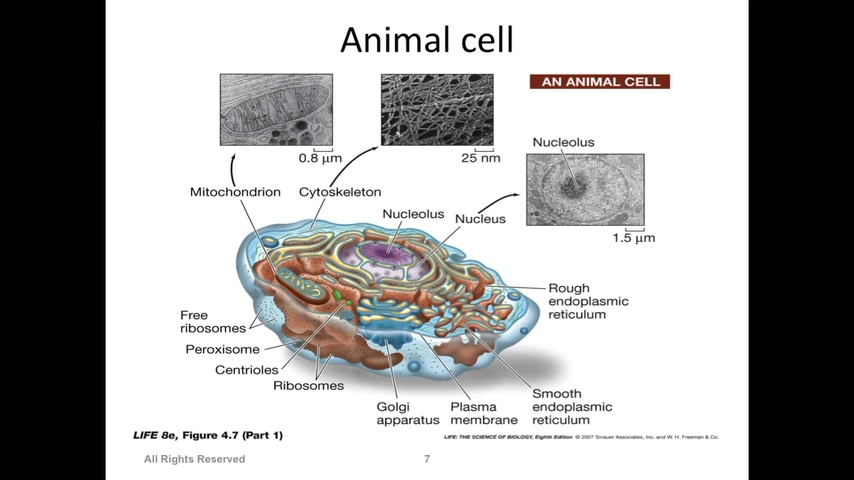 Animal cell
AN ANIMAL CELL
Nucleolus
0.8 µm
25 nm
Mitochondrion
Cytoskeleton
Nucleolus
Nucleus
1.5 µm
Rough
endoplasmic
reticulum
Free
ribosomes
Peroxisome
Centrioles
Ribosomes
Golgi
apparatus
Plasma
membrane
Smooth
endoplasmic
reticulum
LIFE 8e, Figure 4.7 (Part 1)
LIFE: THE SCIENCE OF BIOLOGY, Eighth Edition © 2007 Sinauer Associates, Inc. and W. H. Freeman & Co.
All Rights Reserved
7